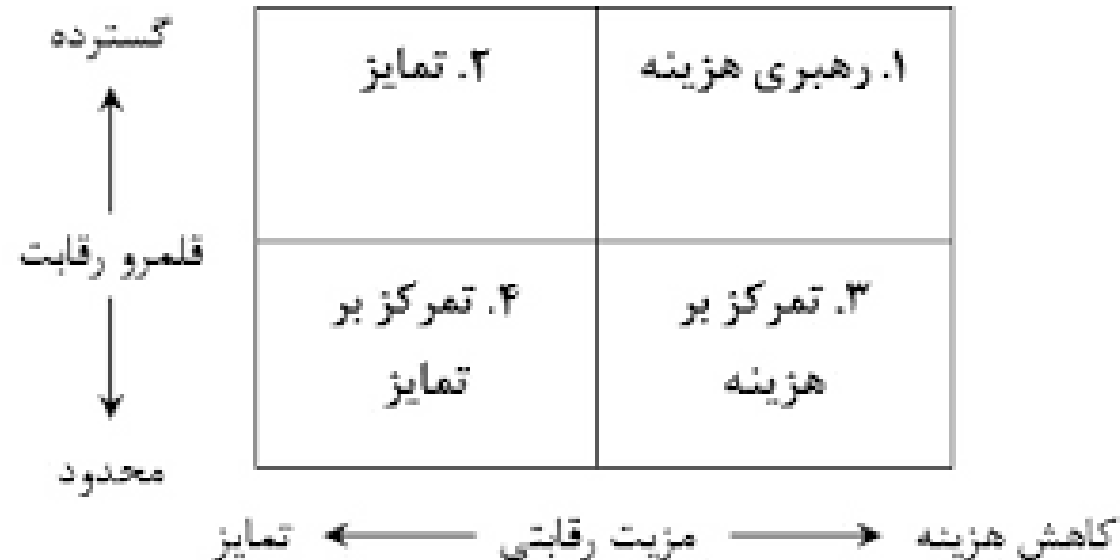 گسترده
۱. رهبری هزینه
۲. تمایز
قلمرو رقابت
۳. تمرکز بر
هزینه
۴. تمرکز بر
تمایز
محدود
کاهش هزینه
مزیت رقابتی
تمایز